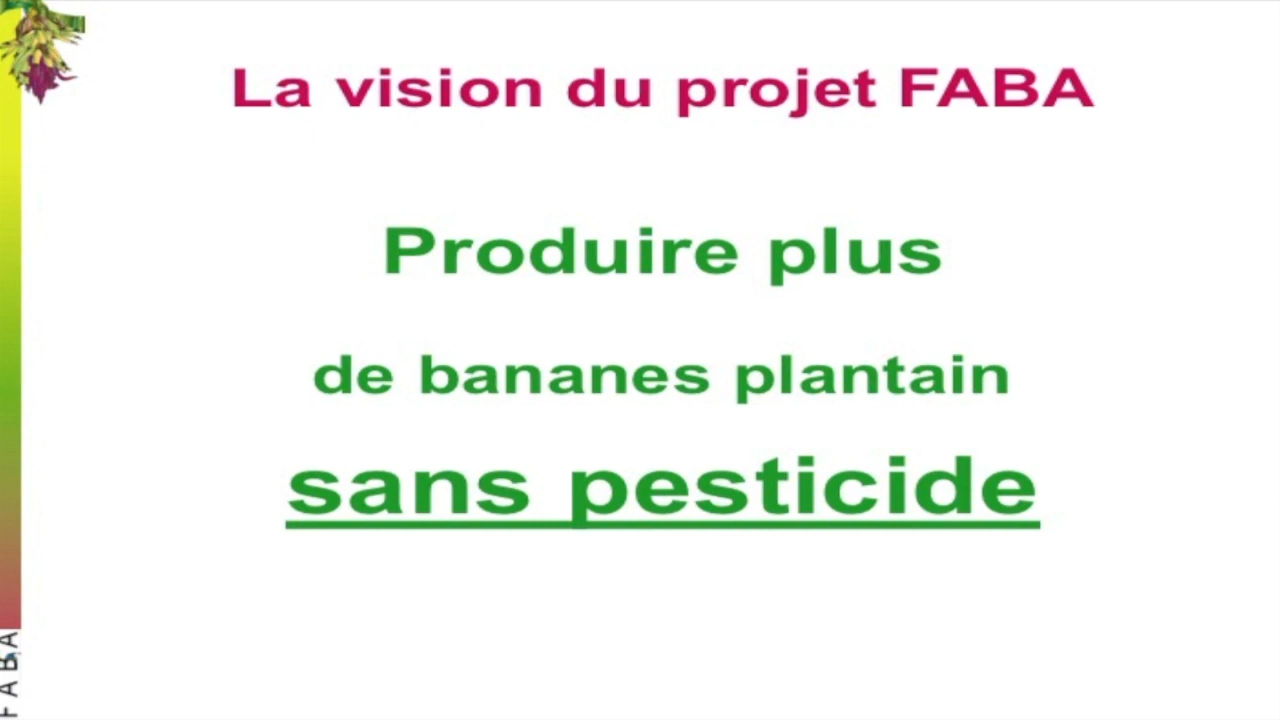 La vision du projet FABA
Produire plus
de bananes plantain
sans pesticide
FABA